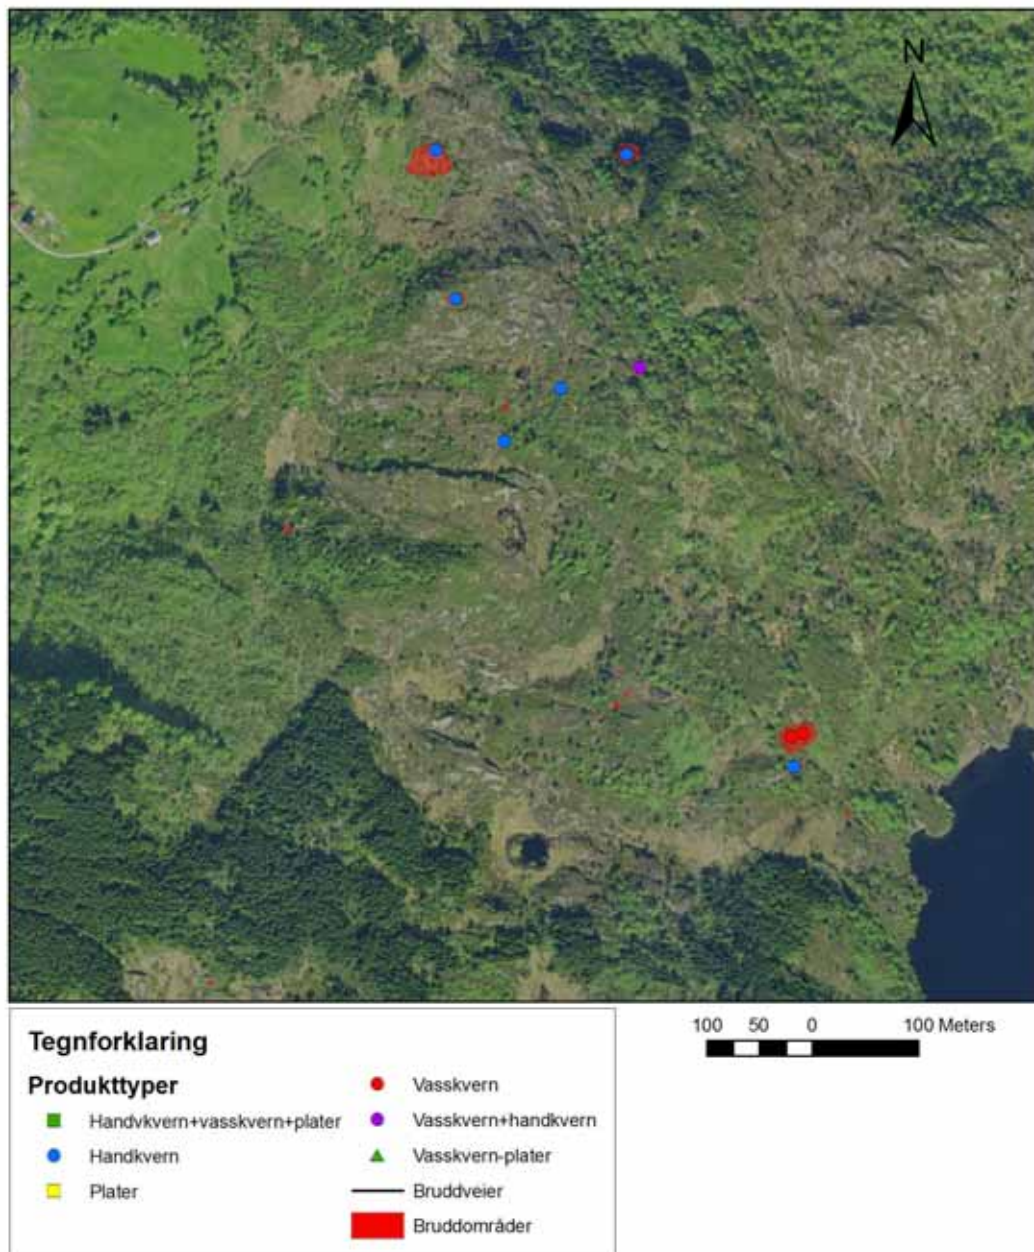 N
100 50 0 100 Meters
Tegnforklaring
Produkttyper
Handvkvern+vasskvern+plater
Handkvern
Plater
Vasskvern
Vasskvern+handkvern
Vasskvern-plater
Bruddveier
Bruddområder